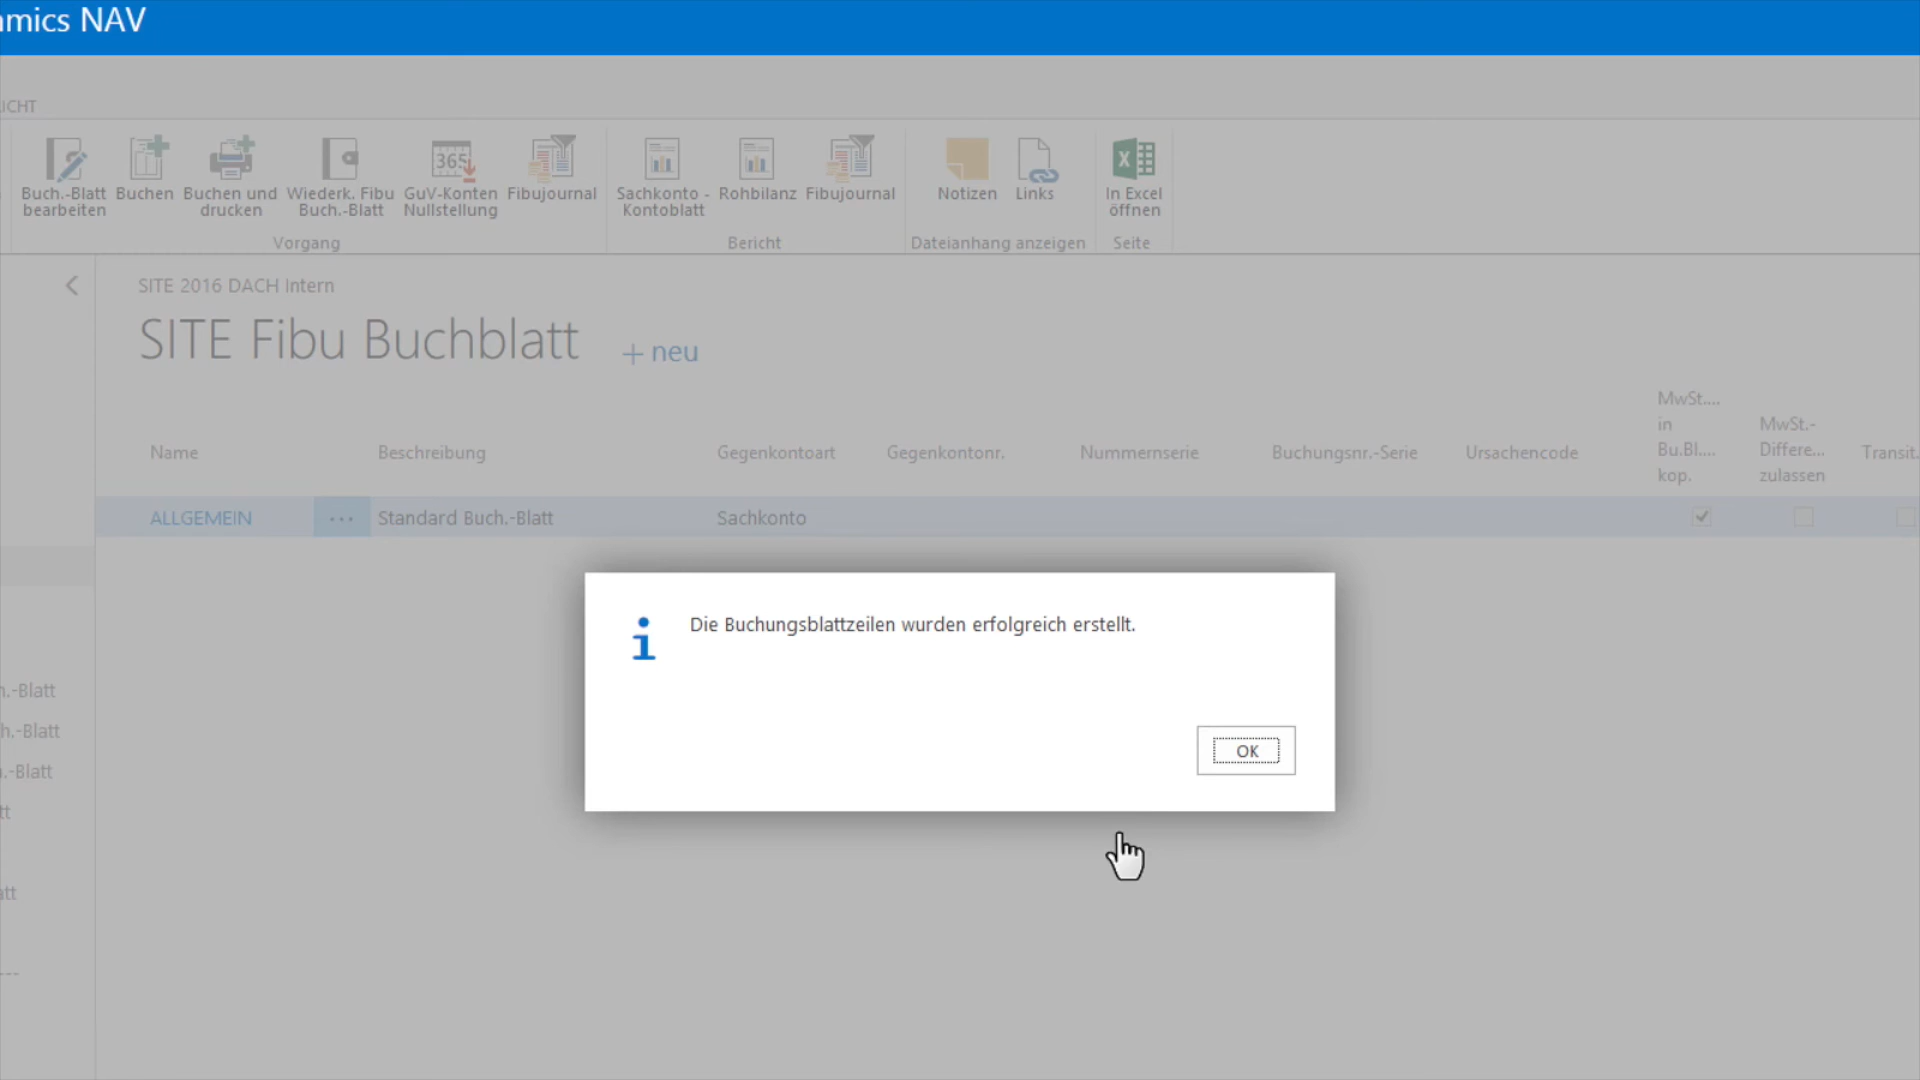 amics NAV
ICHT
Buch.-Blatt bearbeiten
Buchen
Buchen und drucken
Wiederk. Fibu Buch.-Blatt
365
GuV-Konten Nullstellung
Fibujournal
Sachkonto - Kontoblatt
Rohbilanz
Fibujournal
Notizen
Links
In Excel öffnen
Vorgang
Bericht
Dateianhang anzeigen
Seite
SITE 2016 DACH Intern
SITE Fibu Buchblatt
+ neu
Name
Beschreibung
Gegenkontoart
Gegenkontonr.
Nummernserie
Buchungsnr.-Serie
Ursachencode
MwSt.... in Bu.Bl.... kop.
MwSt.- Differe... zulassen
Transit.
ALLGEMEIN
...
Standard Buch.-Blatt
Sachkonto
Die Buchungsblattzeilen wurden erfolgreich erstellt.
OK
.-Blatt
h.-Blatt
.-Blatt
tt
att
---